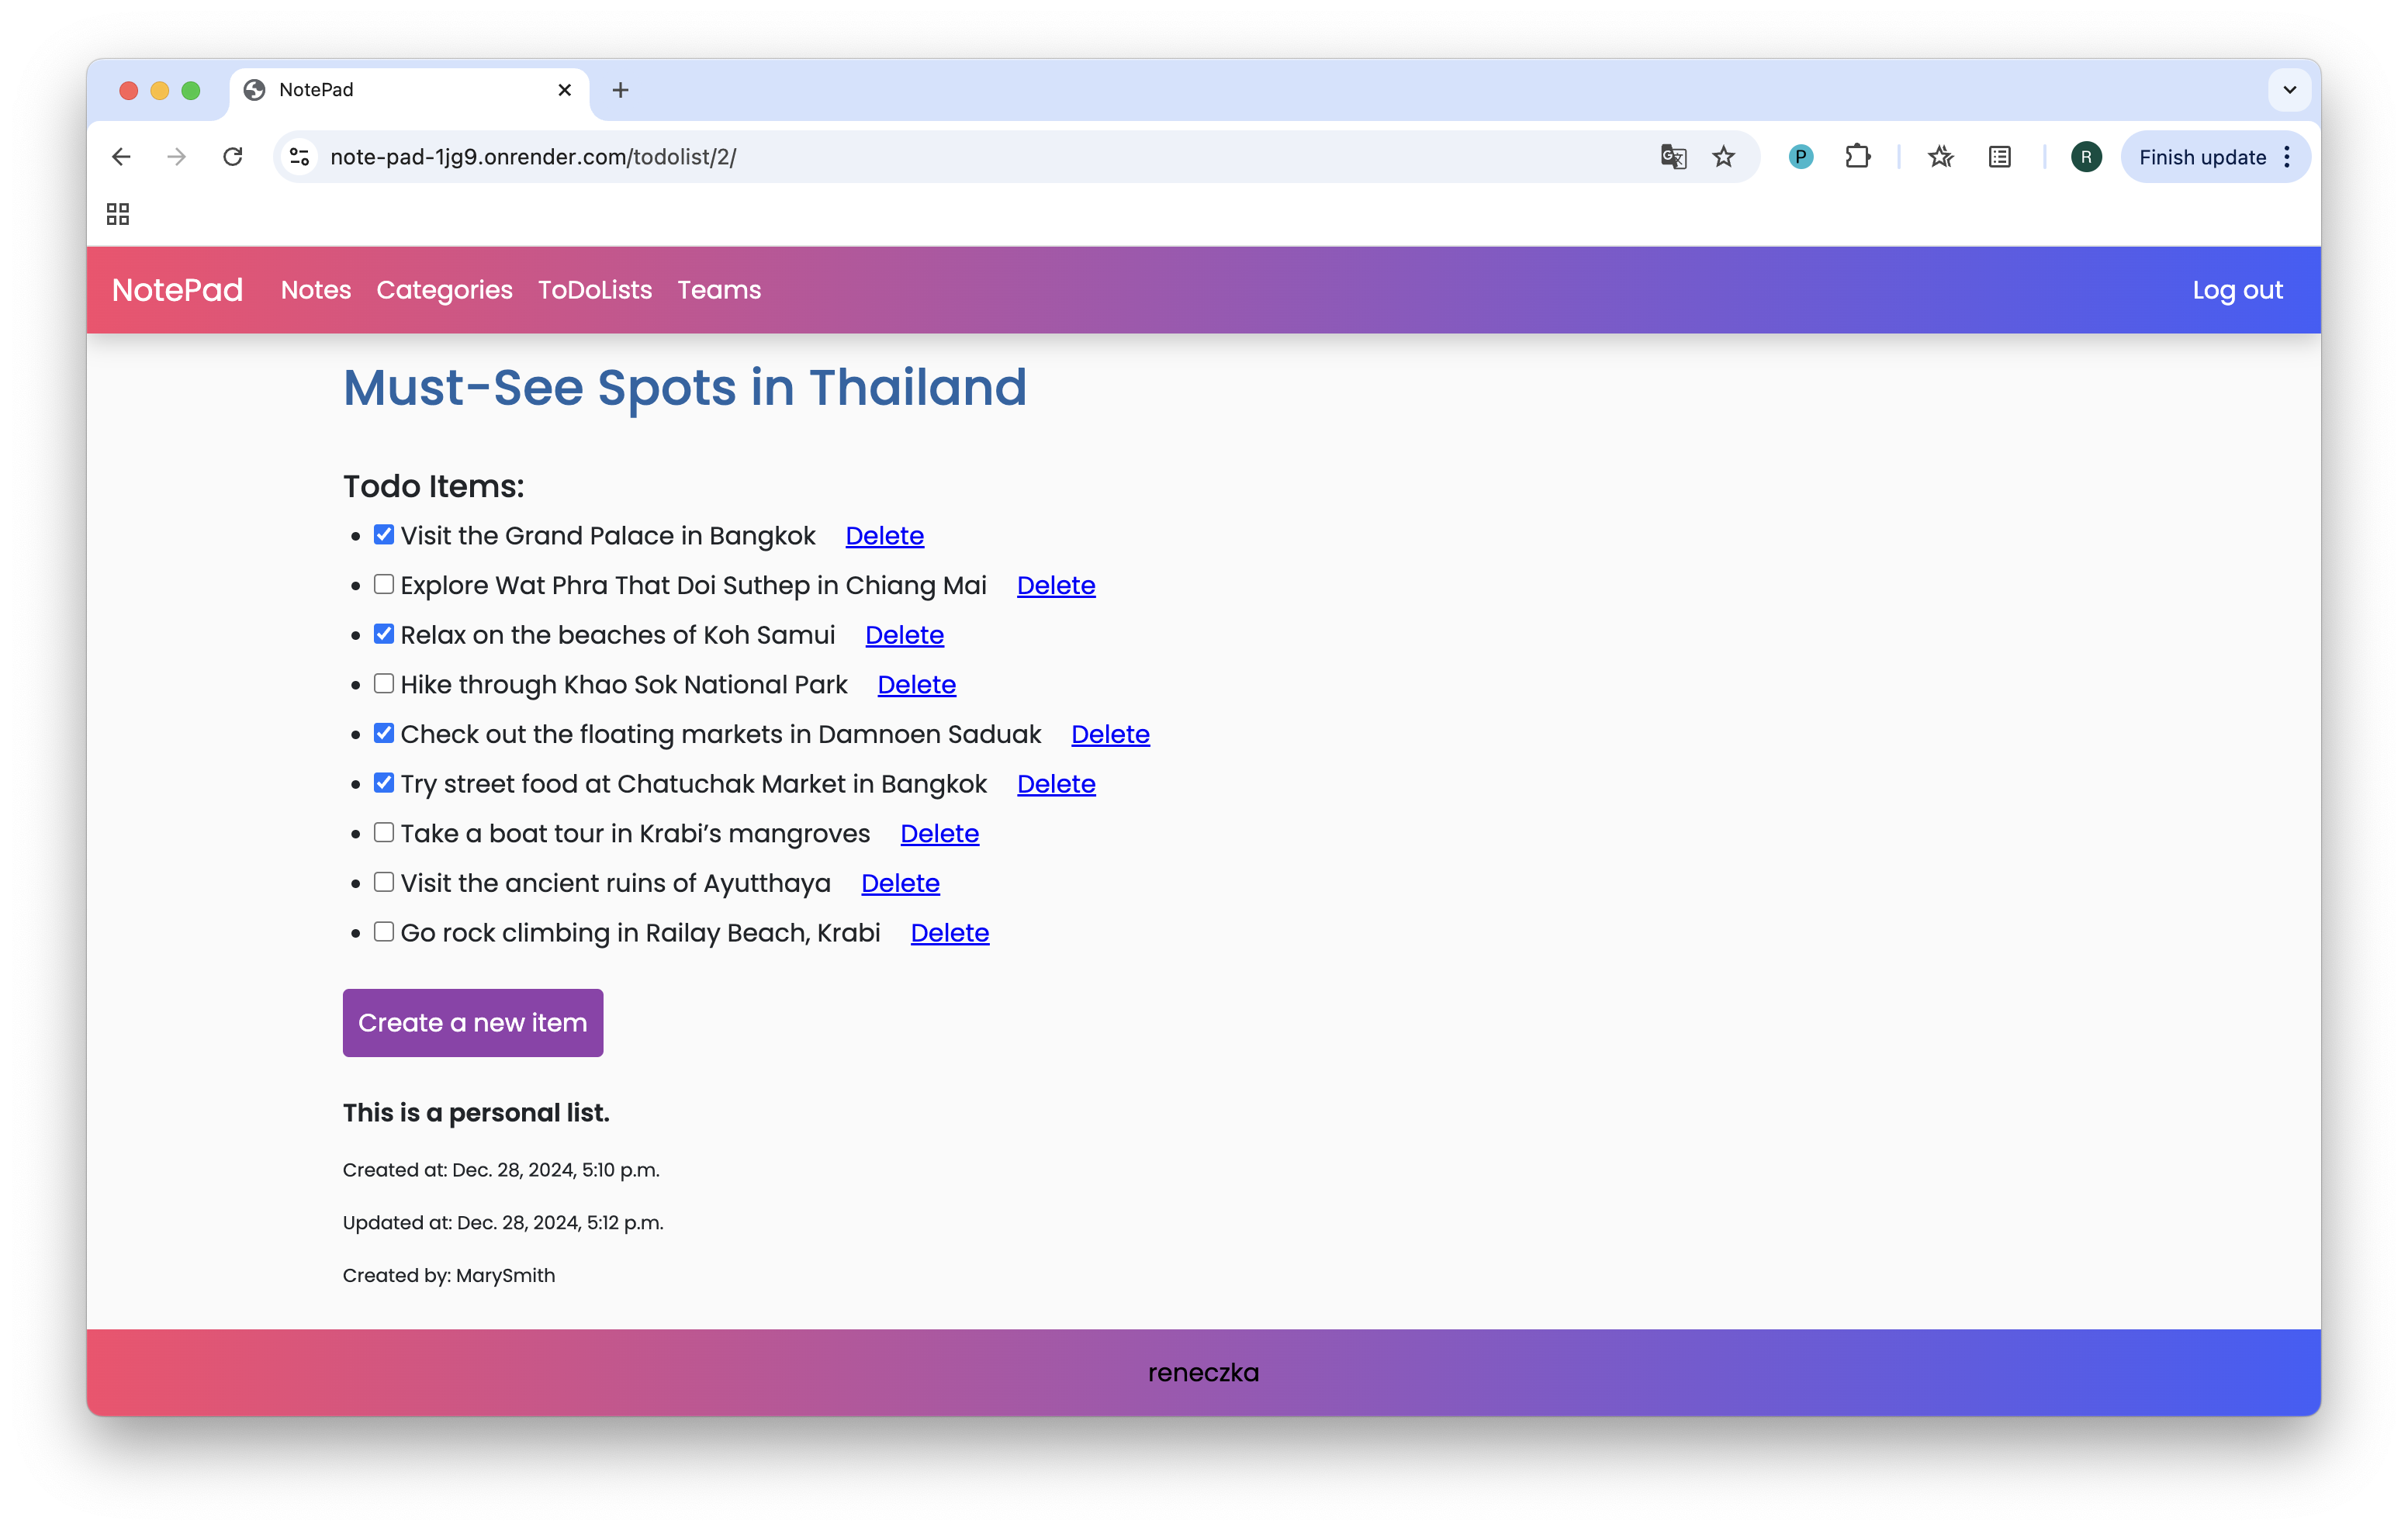 NotePad
note-pad-1jg9.onrender.com/todolist/2/
P
R
Finish update
NotePad Notes Categories ToDoLists Teams Log out
Must-See Spots in Thailand
Todo Items:
Visit the Grand Palace in Bangkok Delete
Explore Wat Phra That Doi Suthep in Chiang Mai Delete
Relax on the beaches of Koh Samui Delete
Hike through Khao Sok National Park Delete
Check out the floating markets in Damnoen Saduak Delete
Try street food at Chatuchak Market in Bangkok Delete
Take a boat tour in Krabi’s mangroves Delete
Visit the ancient ruins of Ayutthaya Delete
Go rock climbing in Railay Beach, Krabi Delete
Create a new item
This is a personal list.
Created at: Dec. 28, 2024, 5:10 p.m.
Updated at: Dec. 28, 2024, 5:12 p.m.
Created by: MarySmith
reneczka